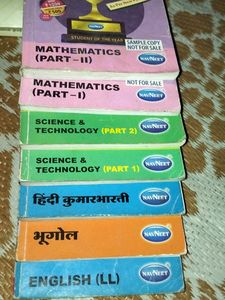 STUDENT OF THE YEAR
MATHEMATICS
(PART-II)
SAMPLE COPY
NOT FOR SALE
NAVNEET
MATHEMATICS
(PART-I)
NOT FOR SALE
NAVNEET
SCIENCE &
TECHNOLOGY (PART 2)
NAVNEET
SCIENCE &
TECHNOLOGY (PART 1)
NAVNEET
हिंदी कुमारभारती
NAVNEET
भूगोल
NAVNEET
ENGLISH (LL)
NAVNEET